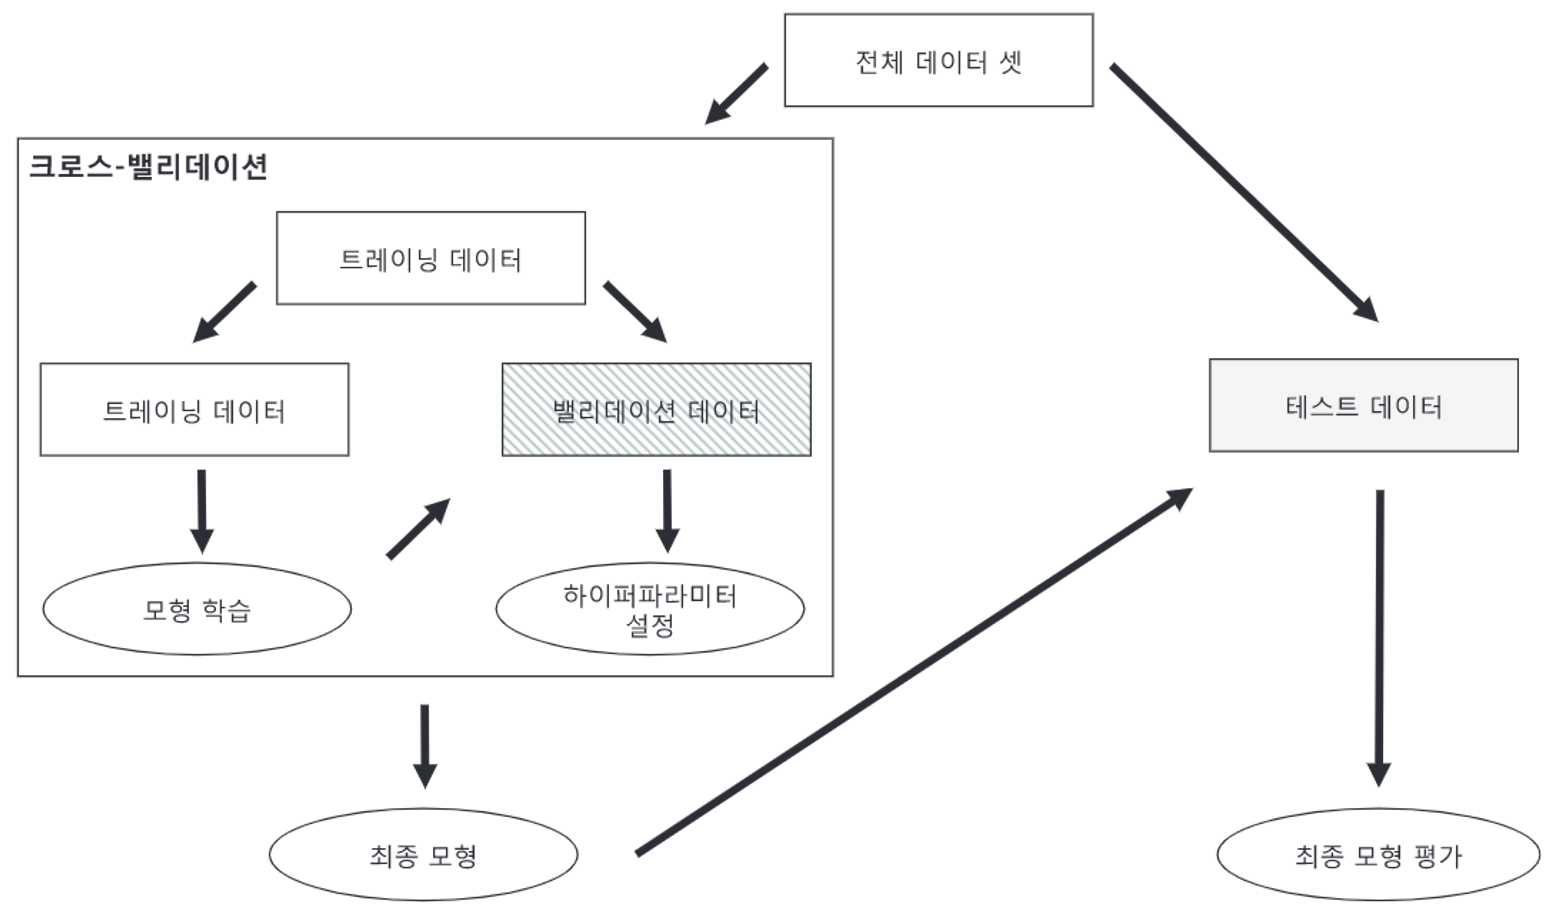 전체 데이터 셋
크로스-밸리데이션
트레이닝 데이터
트레이닝 데이터
밸리데이션 데이터
테스트 데이터
모형 학습
하이퍼파라미터
설정
최종 모형
최종 모형 평가